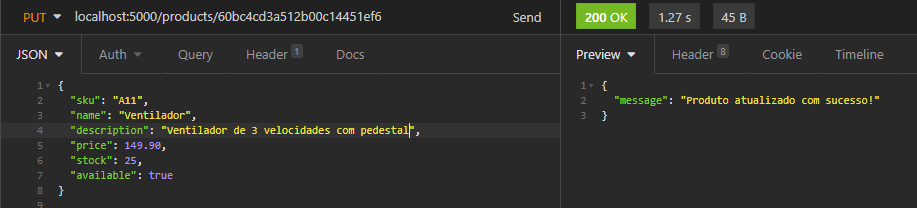 PUT localhost:5000/products/60bc4cd3a512b00c14451ef6 Send
JSON Auth Query Header 1 Docs
1 {
2 "sku": "A11",
3 "name": "Ventilador",
4 "description": "Ventilador de 3 velocidades com pedestal",
5 "price": 149.90,
6 "stock": 25,
7 "available": true
8 }
200 OK 1.27 s 45 B
Preview Header 8 Cookie Timeline
1 {
2 "message": "Produto atualizado com sucesso!"
3 }